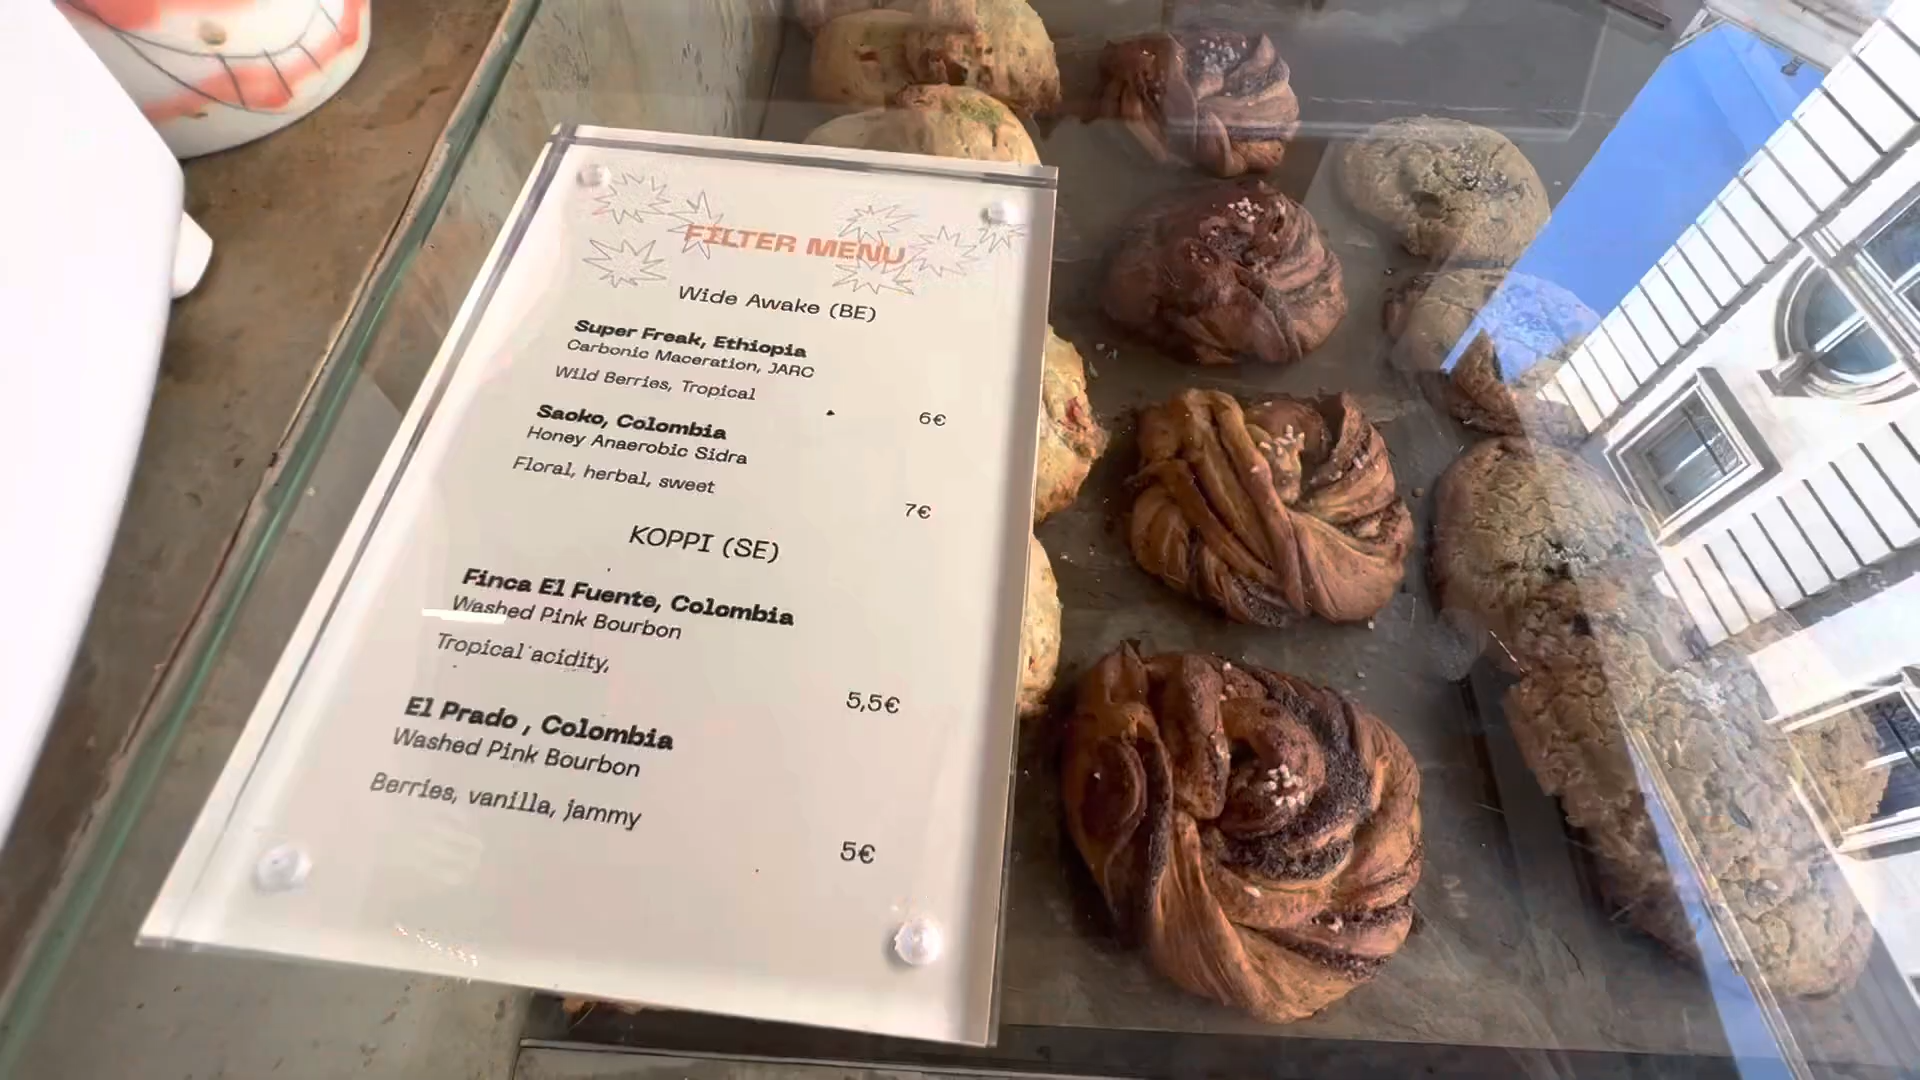 FILTER MENU
Wide Awake (BE)
Super Freak, Ethiopia
Carbonic Maceration, JARC
Wild Berries, Tropical
6€
Saoko, Colombia
Honey Anaerobic Sidra
Floral, herbal, sweet
7€
KOPPI (SE)
Finca El Fuente, Colombia
Washed Pink Bourbon
Tropical acidity,
5,5€
El Prado , Colombia
Washed Pink Bourbon
Berries, vanilla, jammy
5€